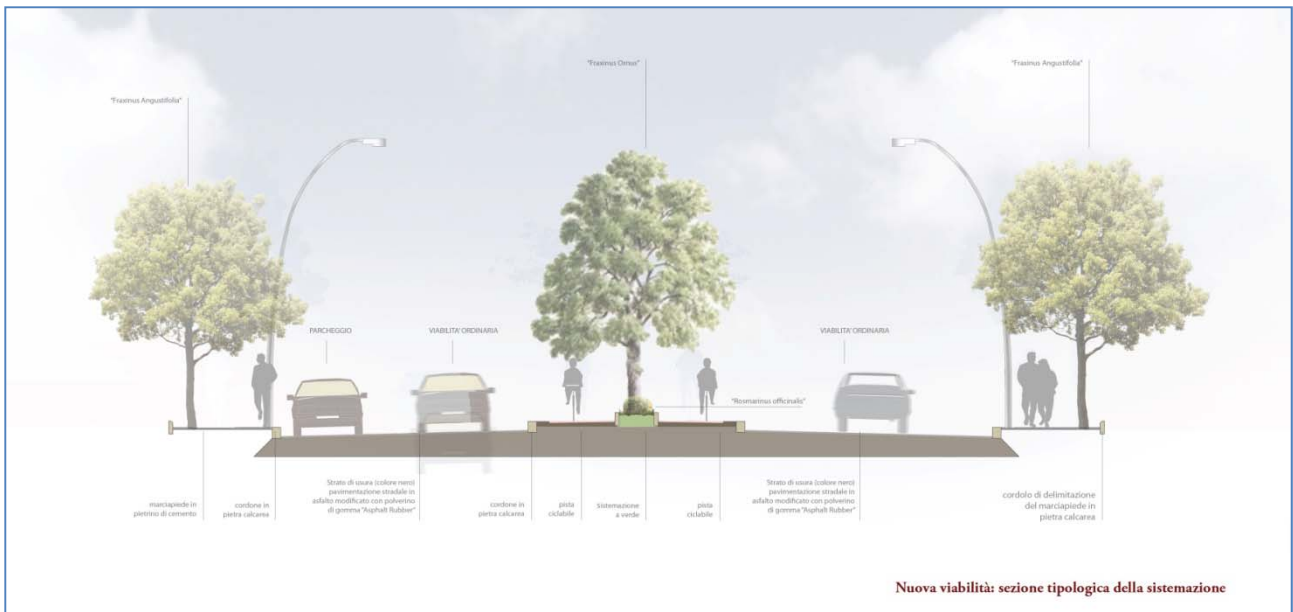 "Fraxinus Ornus"
"Fraxinus Angustifolia"
"Fraxinus Angustifolia"
PARCHEGGIO
VIABILITA' ORDINARIA
VIABILITA' ORDINARIA
"Rosmarinus officinalis"
marciapiede in
pietrino di cemento
cordone in
pietra calcarea
Strato di usura (colore nero)
pavimentazione stradale in
asfalto modificato con polverino
di gomma "Asphalt Rubber"
cordone in
pietra calcarea
pista
ciclabile
Sistemazione
a verde
pista
ciclabile
Strato di usura (colore nero)
pavimentazione stradale in
asfalto modificato con polverino
di gomma "Asphalt Rubber"
cordolo di delimitazione
del marciapiede in
pietra calcarea
Nuova viabilità: sezione tipologica della sistemazione